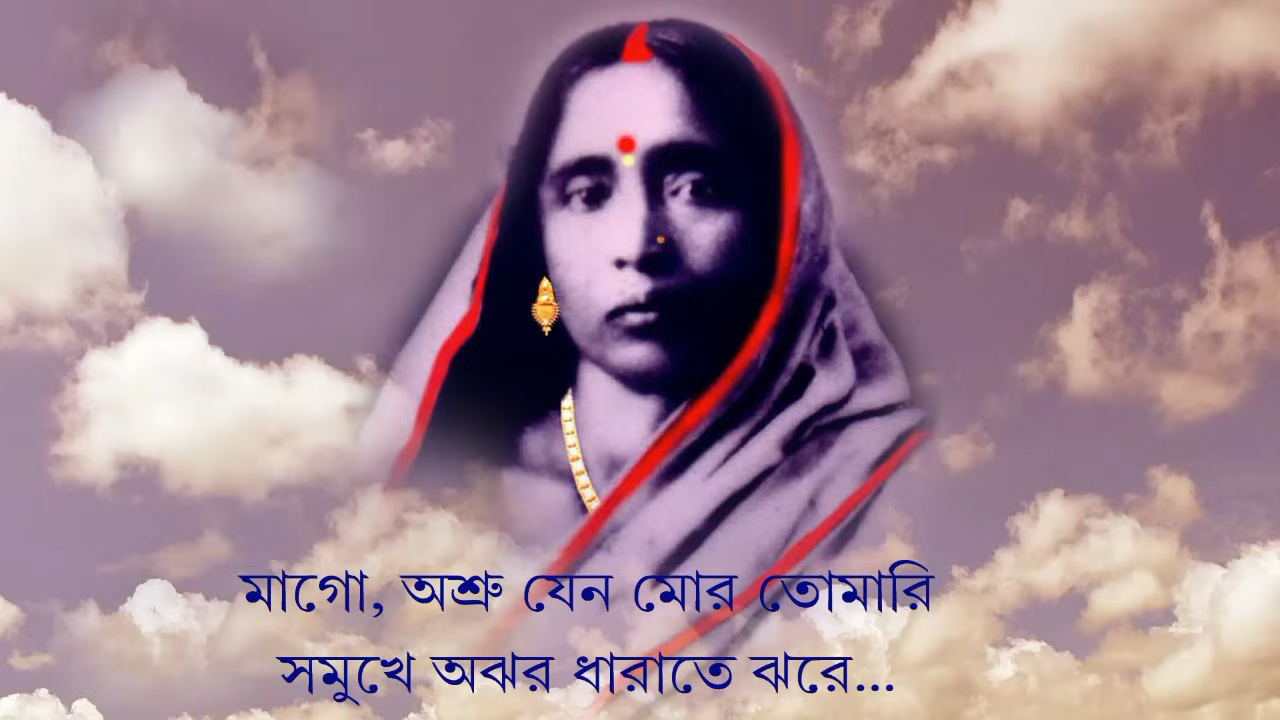 মাগো, অশ্রু যেন মোর তোমারি
সমুখে অঝর ধারাতে ঝরে...